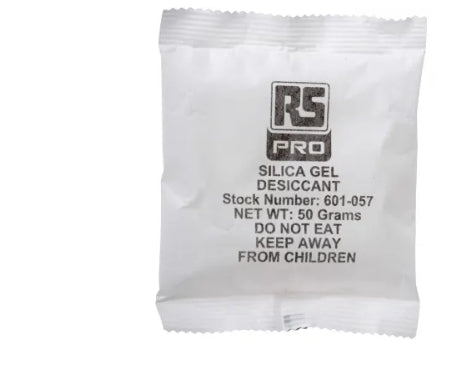 RS
PRO
SILICA GEL
DESICCANT
Stock Number: 601-057
NET WT: 50 Grams
DO NOT EAT
KEEP AWAY
FROM CHILDREN